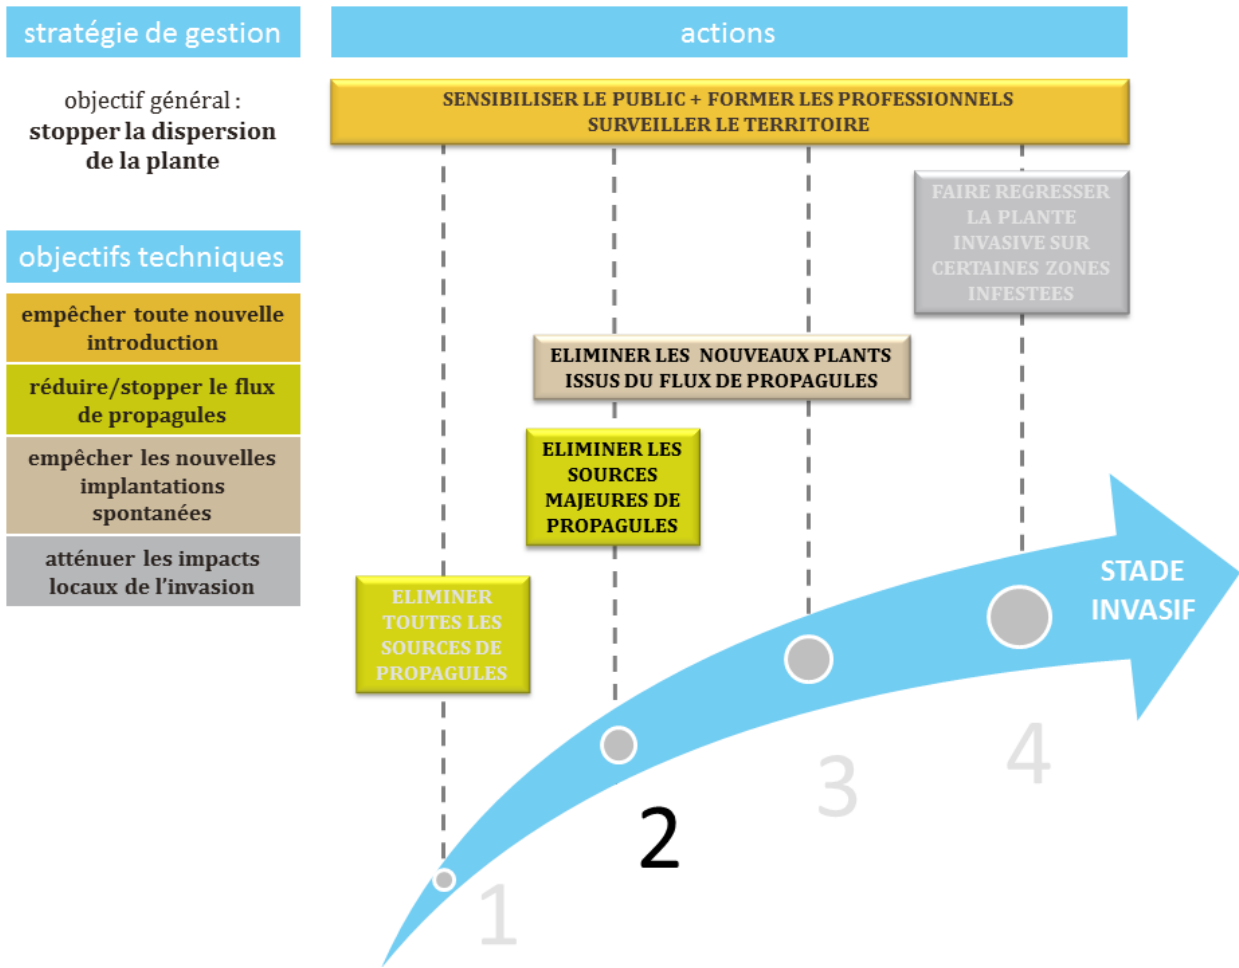 stratégie de gestion
actions
objectif général :
stopper la dispersion
de la plante
SENSIBILISER LE PUBLIC + FORMER LES PROFESSIONNELS
SURVEILLER LE TERRITOIRE
FAIRE REGRESSER
LA PLANTE
INVASIVE SUR
CERTAINES ZONES
INFESTEES
objectifs techniques
empêcher toute nouvelle
introduction
réduire/stopper le flux
de propagules
empêcher les nouvelles
implantations
spontanées
atténuer les impacts
locaux de l'invasion
ELIMINER LES NOUVEAUX PLANTS
ISSUS DU FLUX DE PROPAGULES
ELIMINER LES
SOURCES
MAJEURES DE
PROPAGULES
ELIMINER
TOUTES LES
SOURCES DE
PROPAGULES
STADE
INVASIF
1
2
3
4